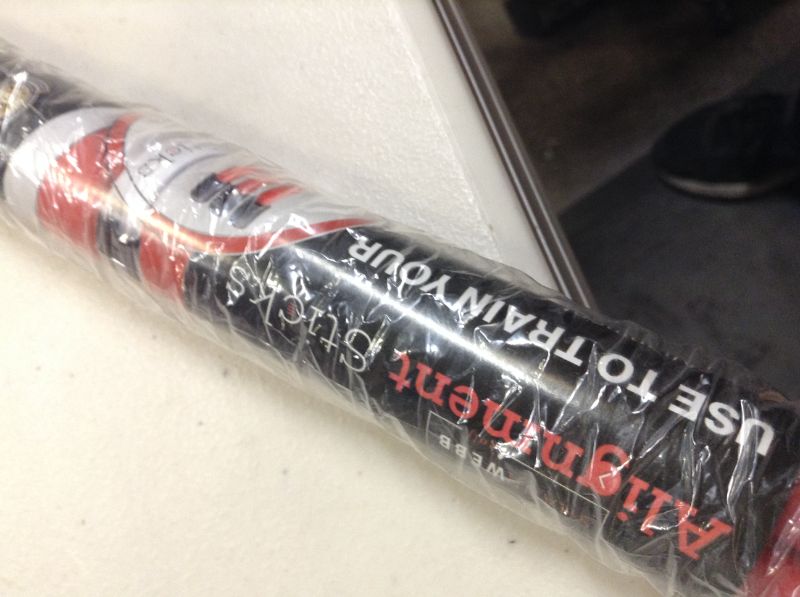 WEBB
Alignment
Sticks
USE TO TRAIN YOUR